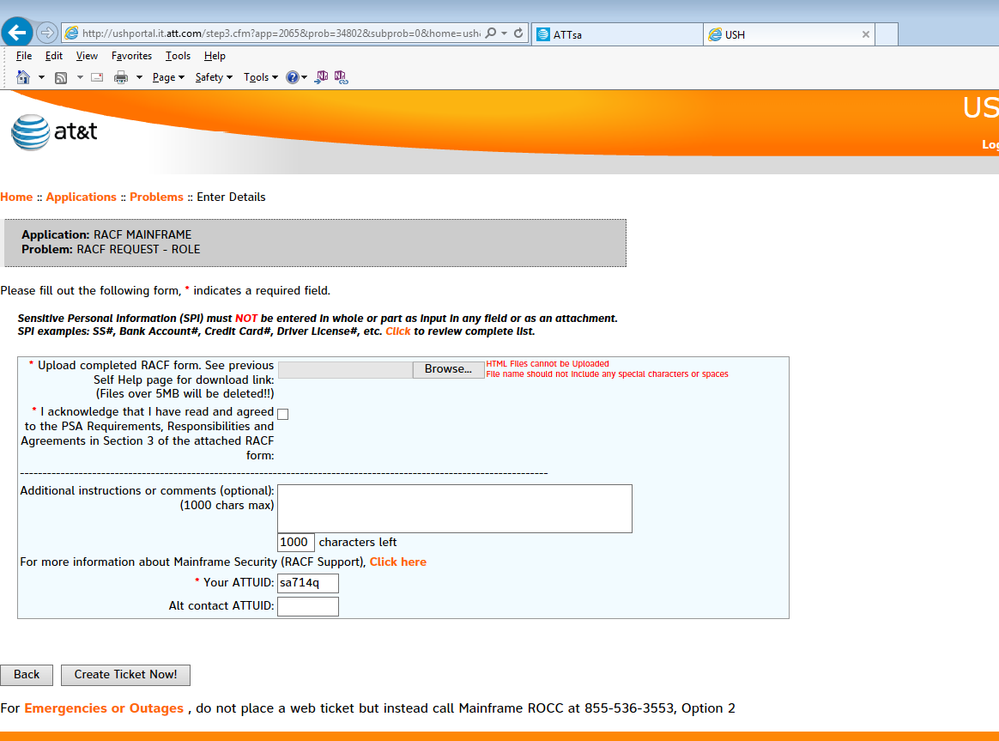 http://ushportal.it.att.com/step3.cfm?app=2065&prob=34802&subprob=0&home=ush
ATTsa
USH
File Edit View Favorites Tools Help
Page Safety Tools
at&t
US
Log
Home :: Applications :: Problems :: Enter Details
Application: RACF MAINFRAME
Problem: RACF REQUEST - ROLE
Please fill out the following form, * indicates a required field.
Sensitive Personal Information (SPI) must NOT be entered in whole or part as input in any field or as an attachment.
SPI examples: SS#, Bank Account#, Credit Card#, Driver License#, etc. Click to review complete list.
* Upload completed RACF form. See previous
Self Help page for download link:
(Files over 5MB will be deleted!!)
Browse...
HTML Files cannot be Uploaded
File name should not include any special characters or spaces
* I acknowledge that I have read and agreed
to the PSA Requirements, Responsibilities and
Agreements in Section 3 of the attached RACF
form:
Additional instructions or comments (optional):
(1000 chars max)
1000 characters left
For more information about Mainframe Security (RACF Support), Click here
* Your ATTUID: sa714q
Alt contact ATTUID:
Back Create Ticket Now!
For Emergencies or Outages , do not place a web ticket but instead call Mainframe ROCC at 855-536-3553, Option 2